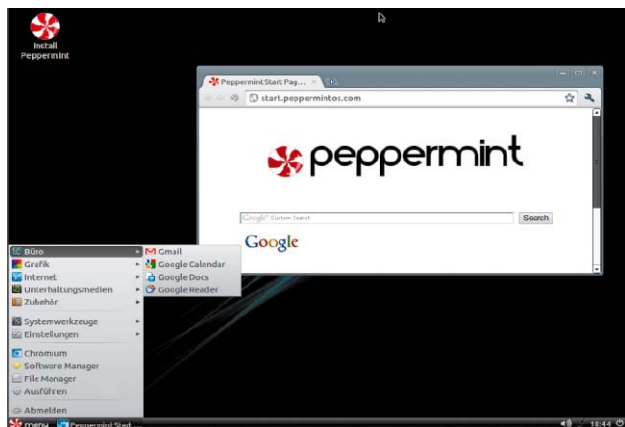 Install
Peppermint
Peppermint Start Pag...
start.peppermintos.com
peppermint
Google™ Custom Search
Search
Google
Büro
Grafik
Internet
Unterhaltungsmedien
Zubehör
Systemwerkzeuge
Einstellungen
Chromium
Software Manager
File Manager
Ausführen
Abmelden
Gmail
Google Calendar
Google Docs
Google Reader
menu
Peppermint Start ...
16:44